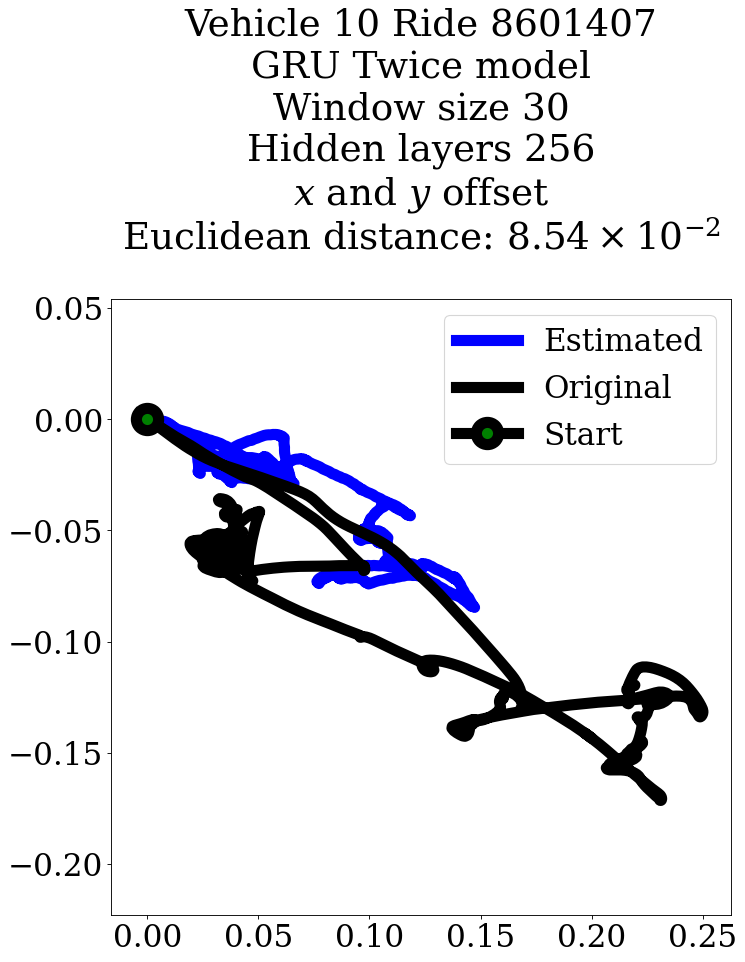 Vehicle 10 Ride 8601407
GRU Twice model
Window size 30
Hidden layers 256
x and y offset
Euclidean distance: 8.54 × 10⁻²
Estimated
Original
Start
0.05
0.00
−0.05
−0.10
−0.15
−0.20
0.00 0.05 0.10 0.15 0.20 0.25